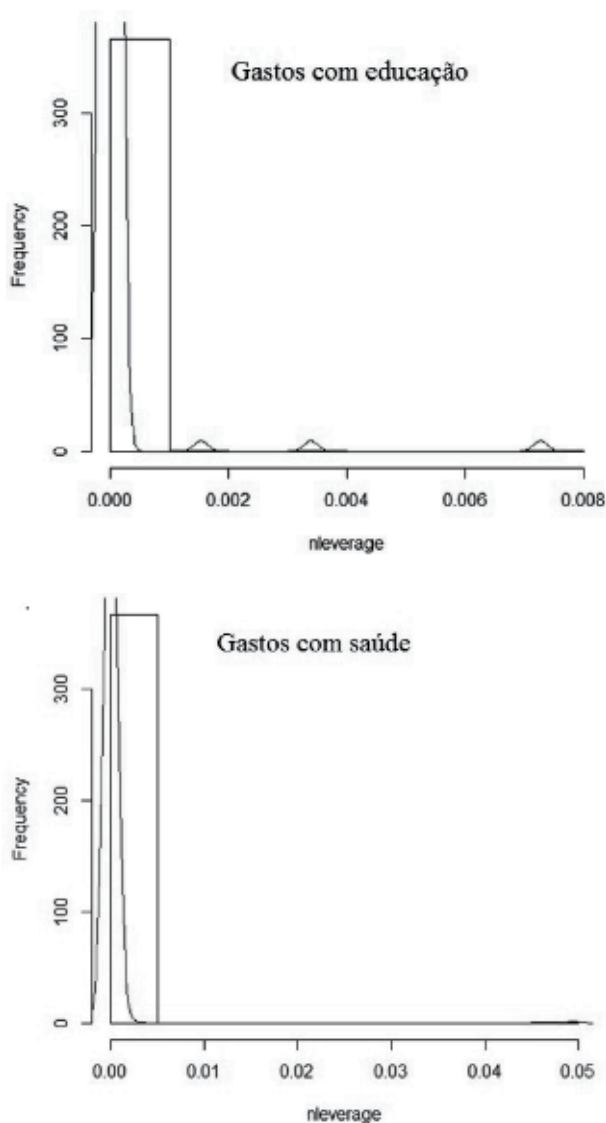 Gastos com educação
300
200
100
0
Frequency
0.000 0.002 0.004 0.006 0.008
nleverage
Gastos com saúde
300
200
100
0
Frequency
0.00 0.01 0.02 0.03 0.04 0.05
nleverage